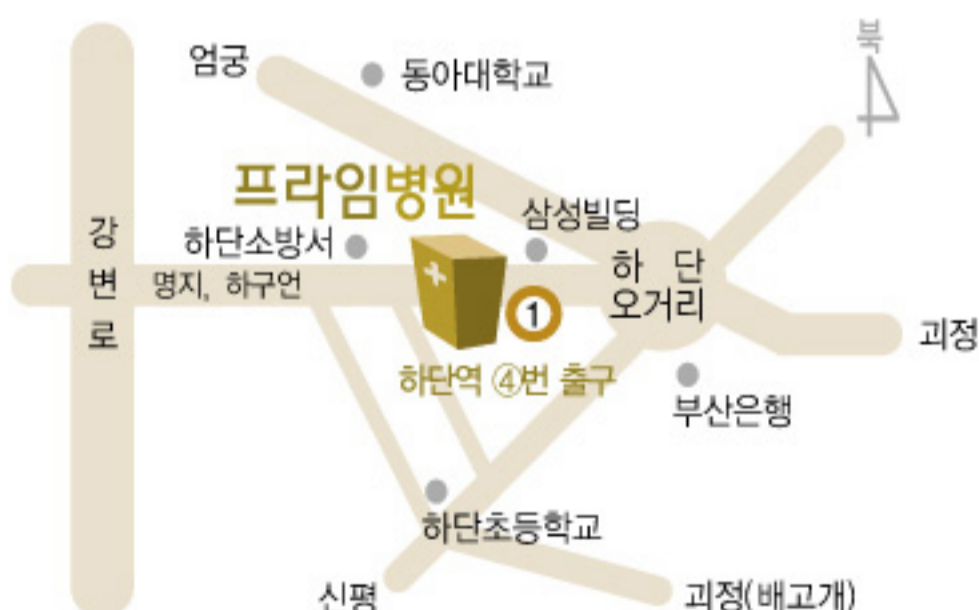 북
엄궁
동아대학교
프라임병원
삼성빌딩
하단소방서
강변로
명지, 하구언
하 단
오거리
1
괴정
하단역 ④번 출구
부산은행
하단초등학교
신평
괴정(배고개)